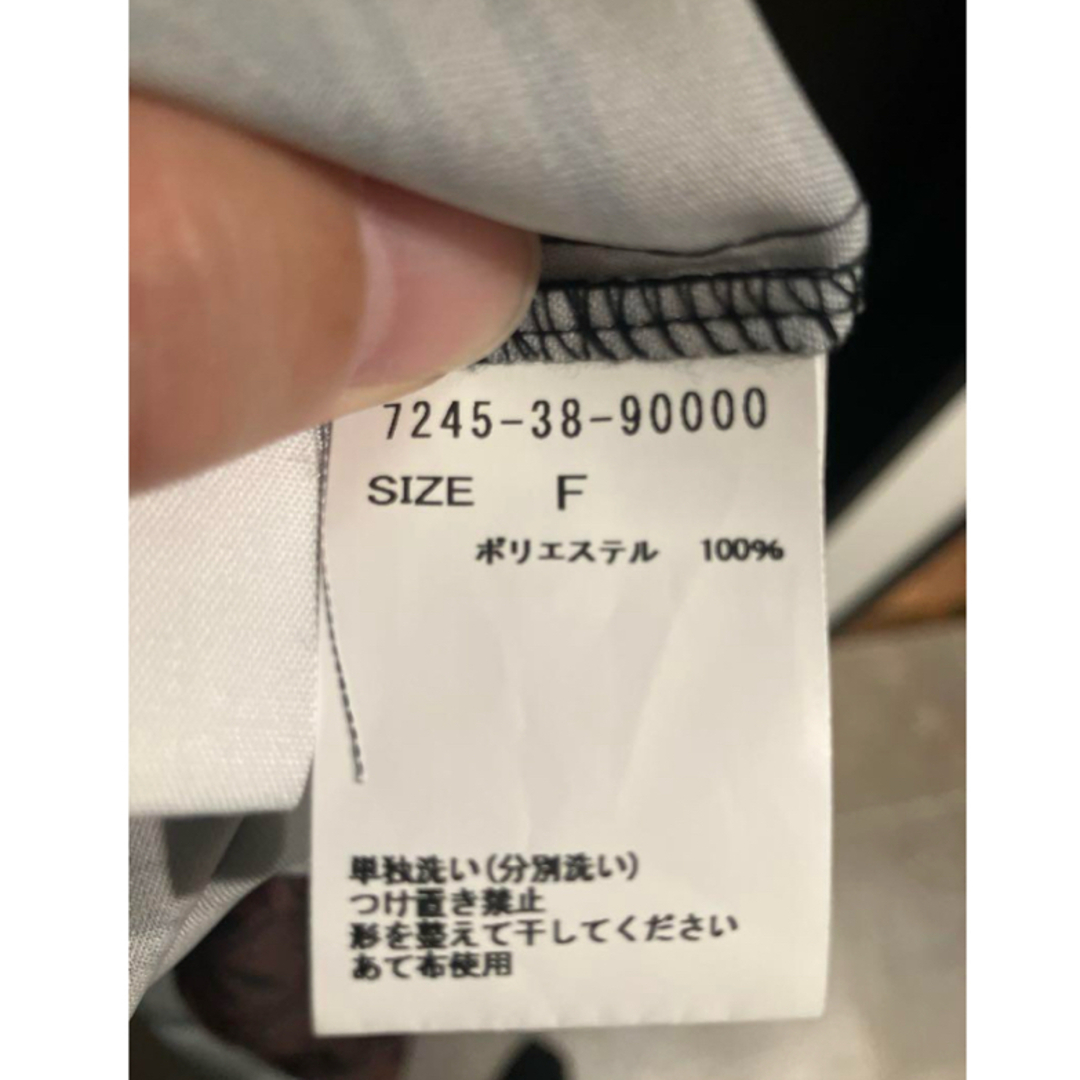 7245-38-90000
SIZE F
ポリエステル 100%
単独洗い(分別洗い)
つけ置き禁止
形を整えて干してください
あて布使用